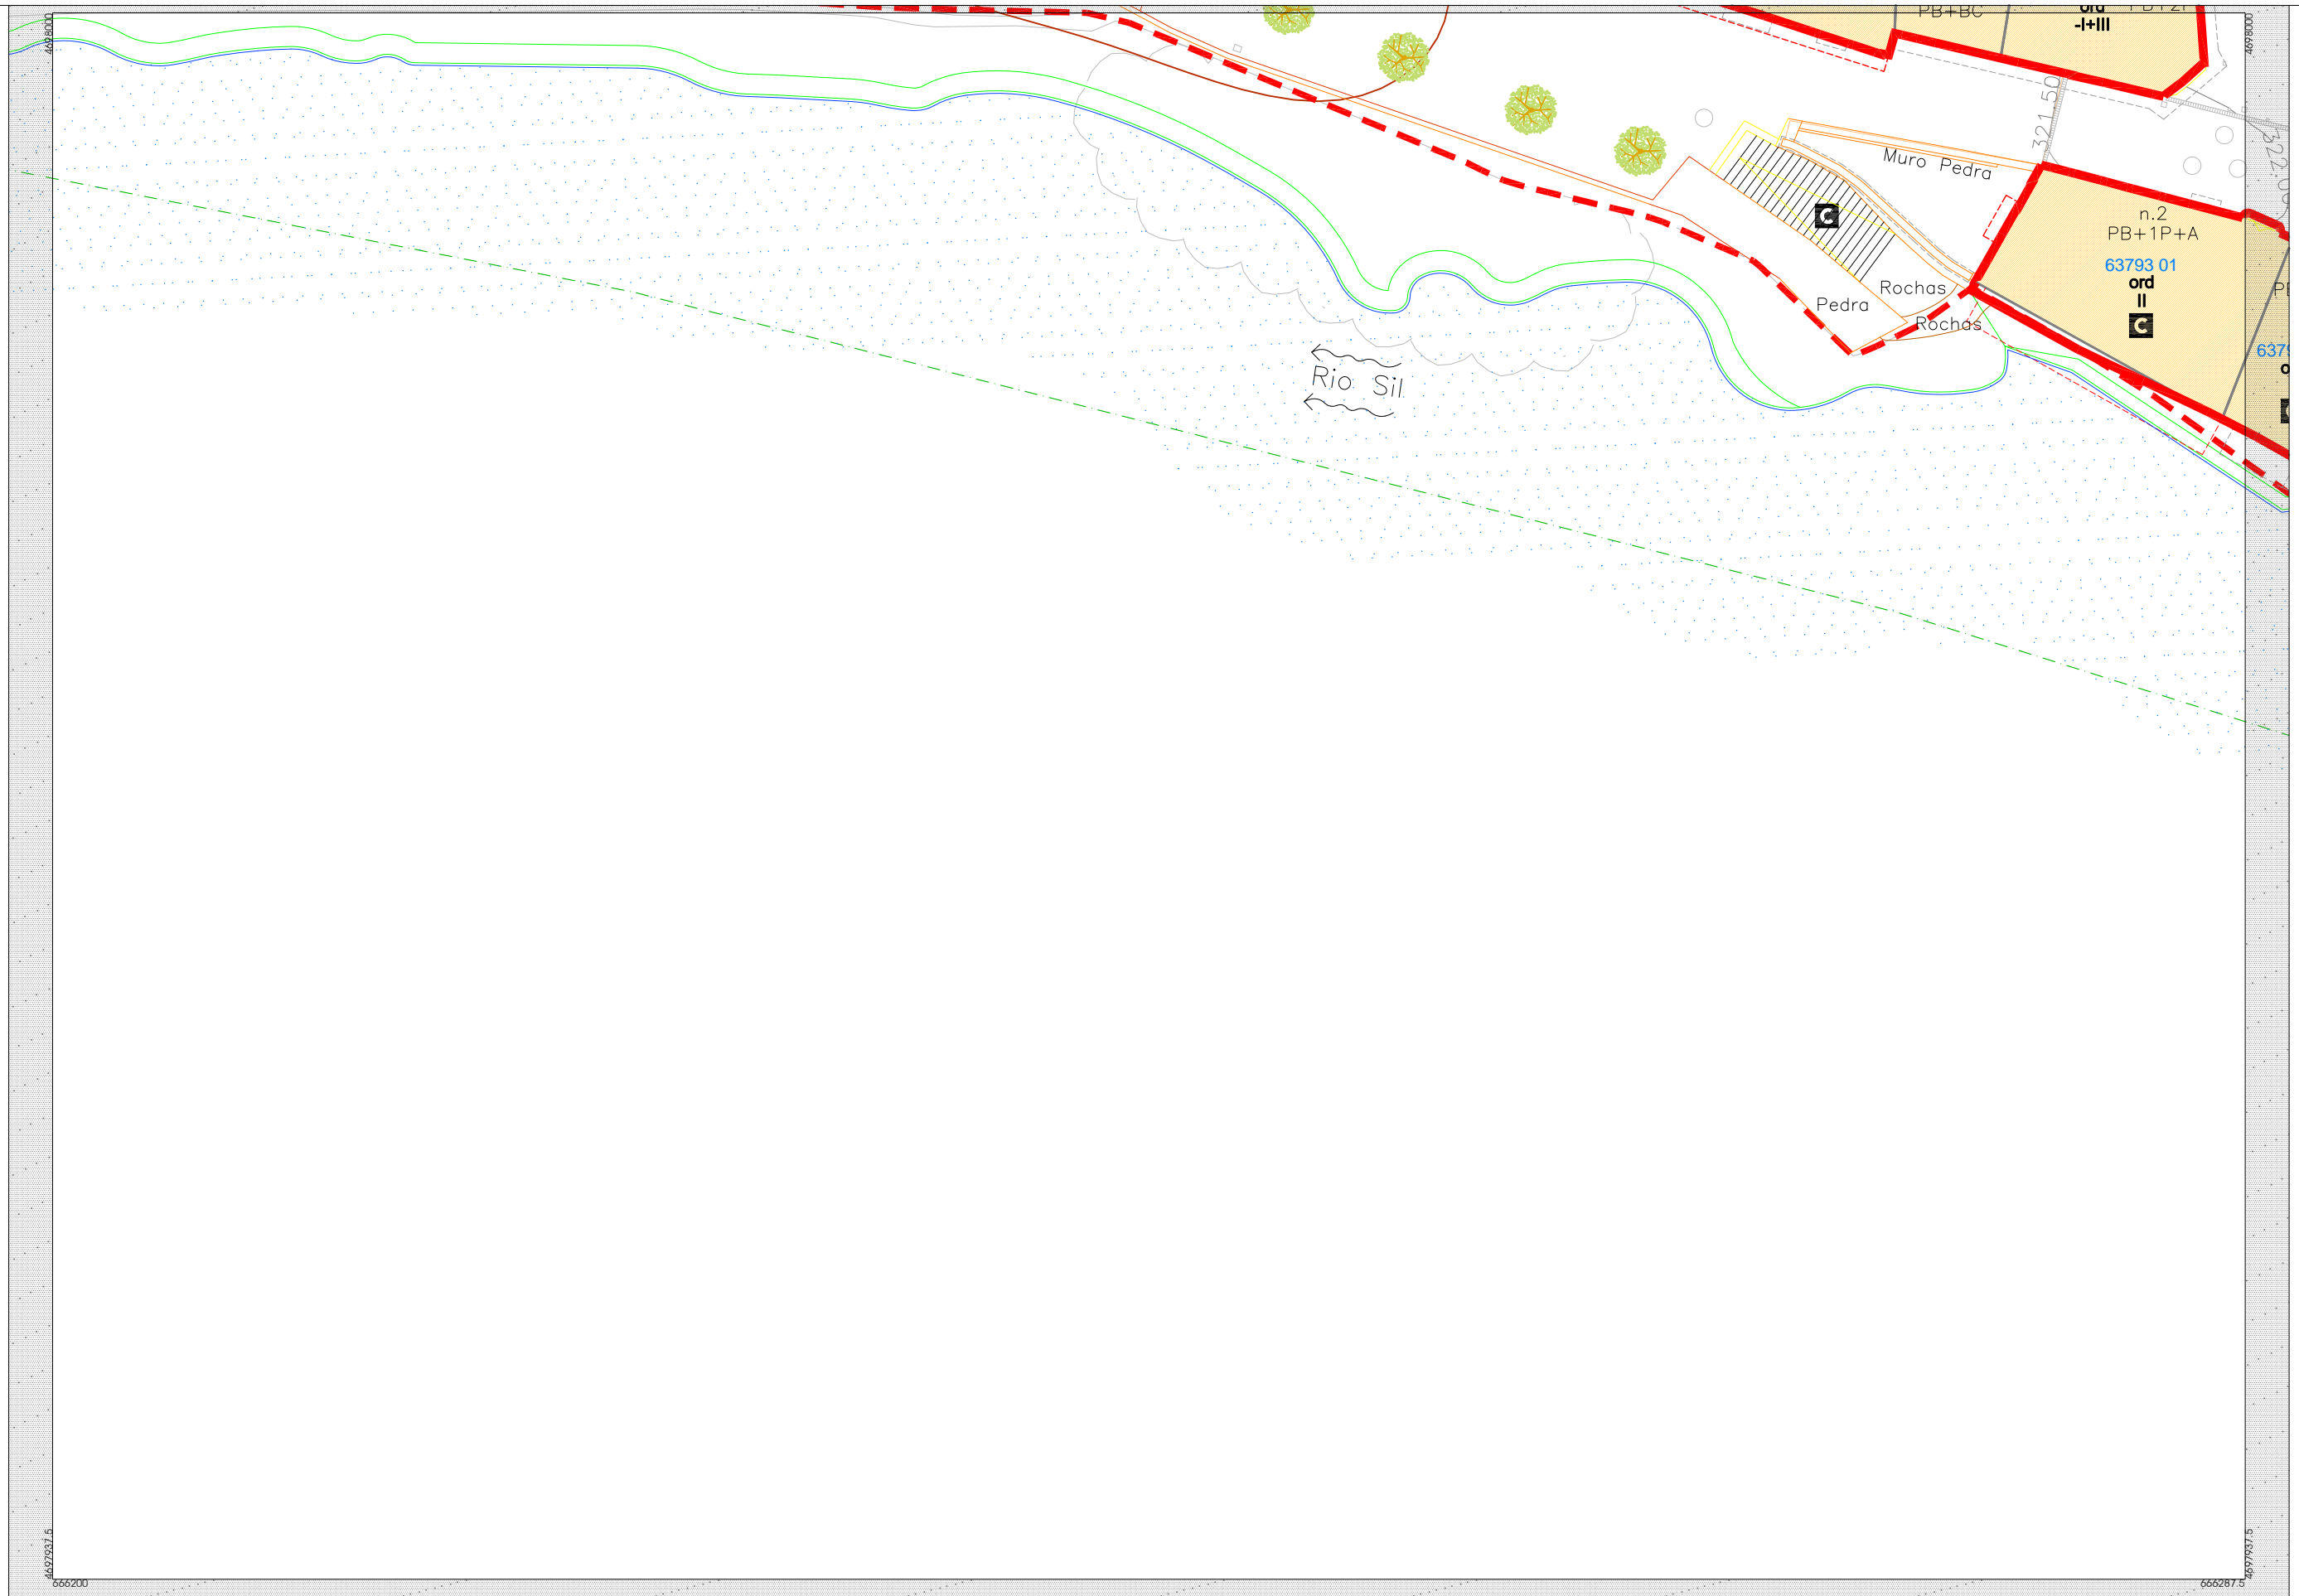 4698000
4698000
PB+BC
ord
-I+III
321.50
Muro Pedra
n.2
PB+1P+A
63793 01
ord
II
C
C
Rochas
Pedra
Rochas
Rio Sil
4697937.5
4697937.5
666200
666287.5